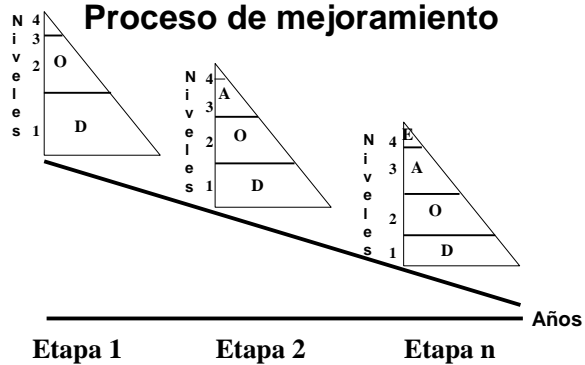 Proceso de mejoramiento
Niveles
4
3
2
1
O
D
Niveles
4
3
2
1
A
O
D
Niveles
4
3
2
1
E
A
O
D
Años
Etapa 1
Etapa 2
Etapa n